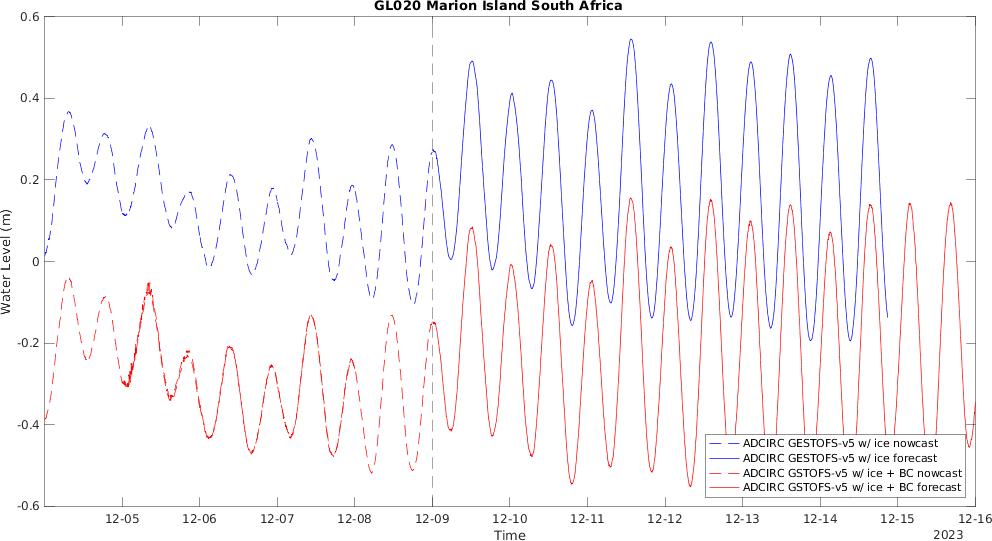 GL020 Marion Island South Africa
0.6
0.4
0.2
0
-0.2
-0.4
-0.6
Water Level (m)
12-05 12-06 12-07 12-08 12-09 12-10 12-11 12-12 12-13 12-14 12-15 12-16
Time
2023
ADCIRC GESTOFS-v5 w/ ice nowcast
ADCIRC GESTOFS-v5 w/ ice forecast
ADCIRC GSTOFS-v5 w/ ice + BC nowcast
ADCIRC GSTOFS-v5 w/ ice + BC forecast